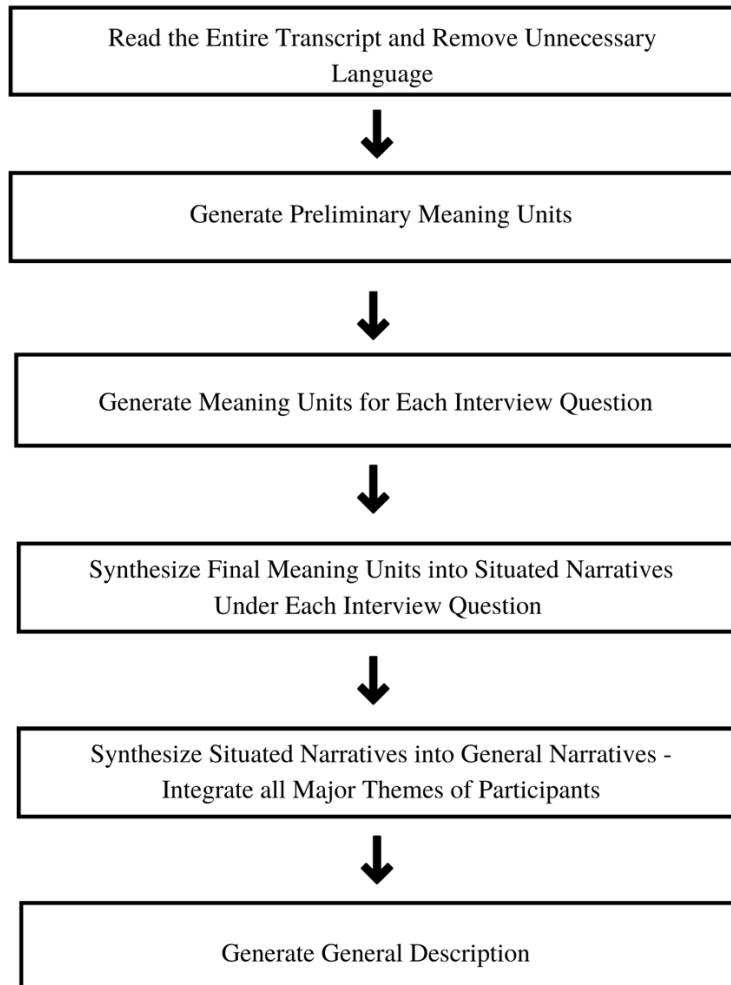 Read the Entire Transcript and Remove Unnecessary
Language
Generate Preliminary Meaning Units
Generate Meaning Units for Each Interview Question
Synthesize Final Meaning Units into Situated Narratives
Under Each Interview Question
Synthesize Situated Narratives into General Narratives -
Integrate all Major Themes of Participants
Generate General Description